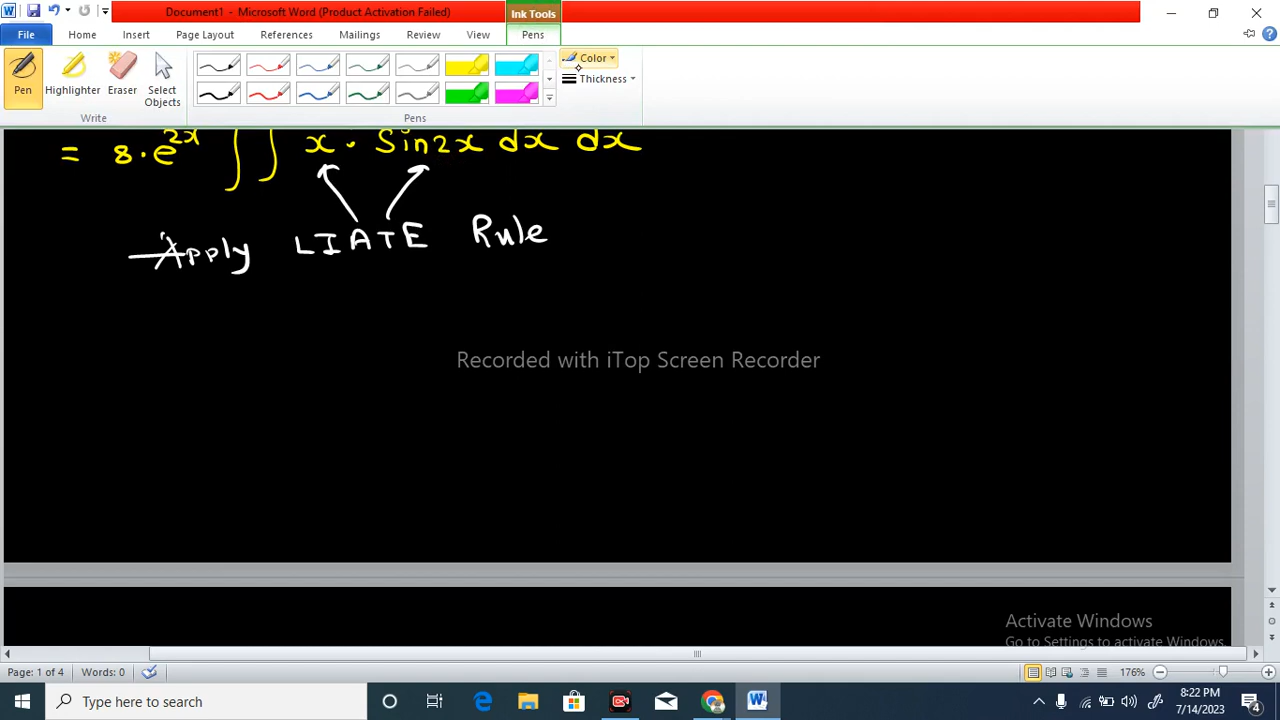 Document1 - Microsoft Word (Product Activation Failed)
Ink Tools
File Home Insert Page Layout References Mailings Review View Pens
Pen Highlighter Eraser Select Objects
Color
Thickness
Write Pens
= 8·e^2x ∫∫ x · Sin2x dx dx
Apply LIATE Rule
Recorded with iTop Screen Recorder
Activate Windows
Go to Settings to activate Windows.
Page: 1 of 4 Words: 0 176%
Type here to search
8:22 PM
7/14/2023
4